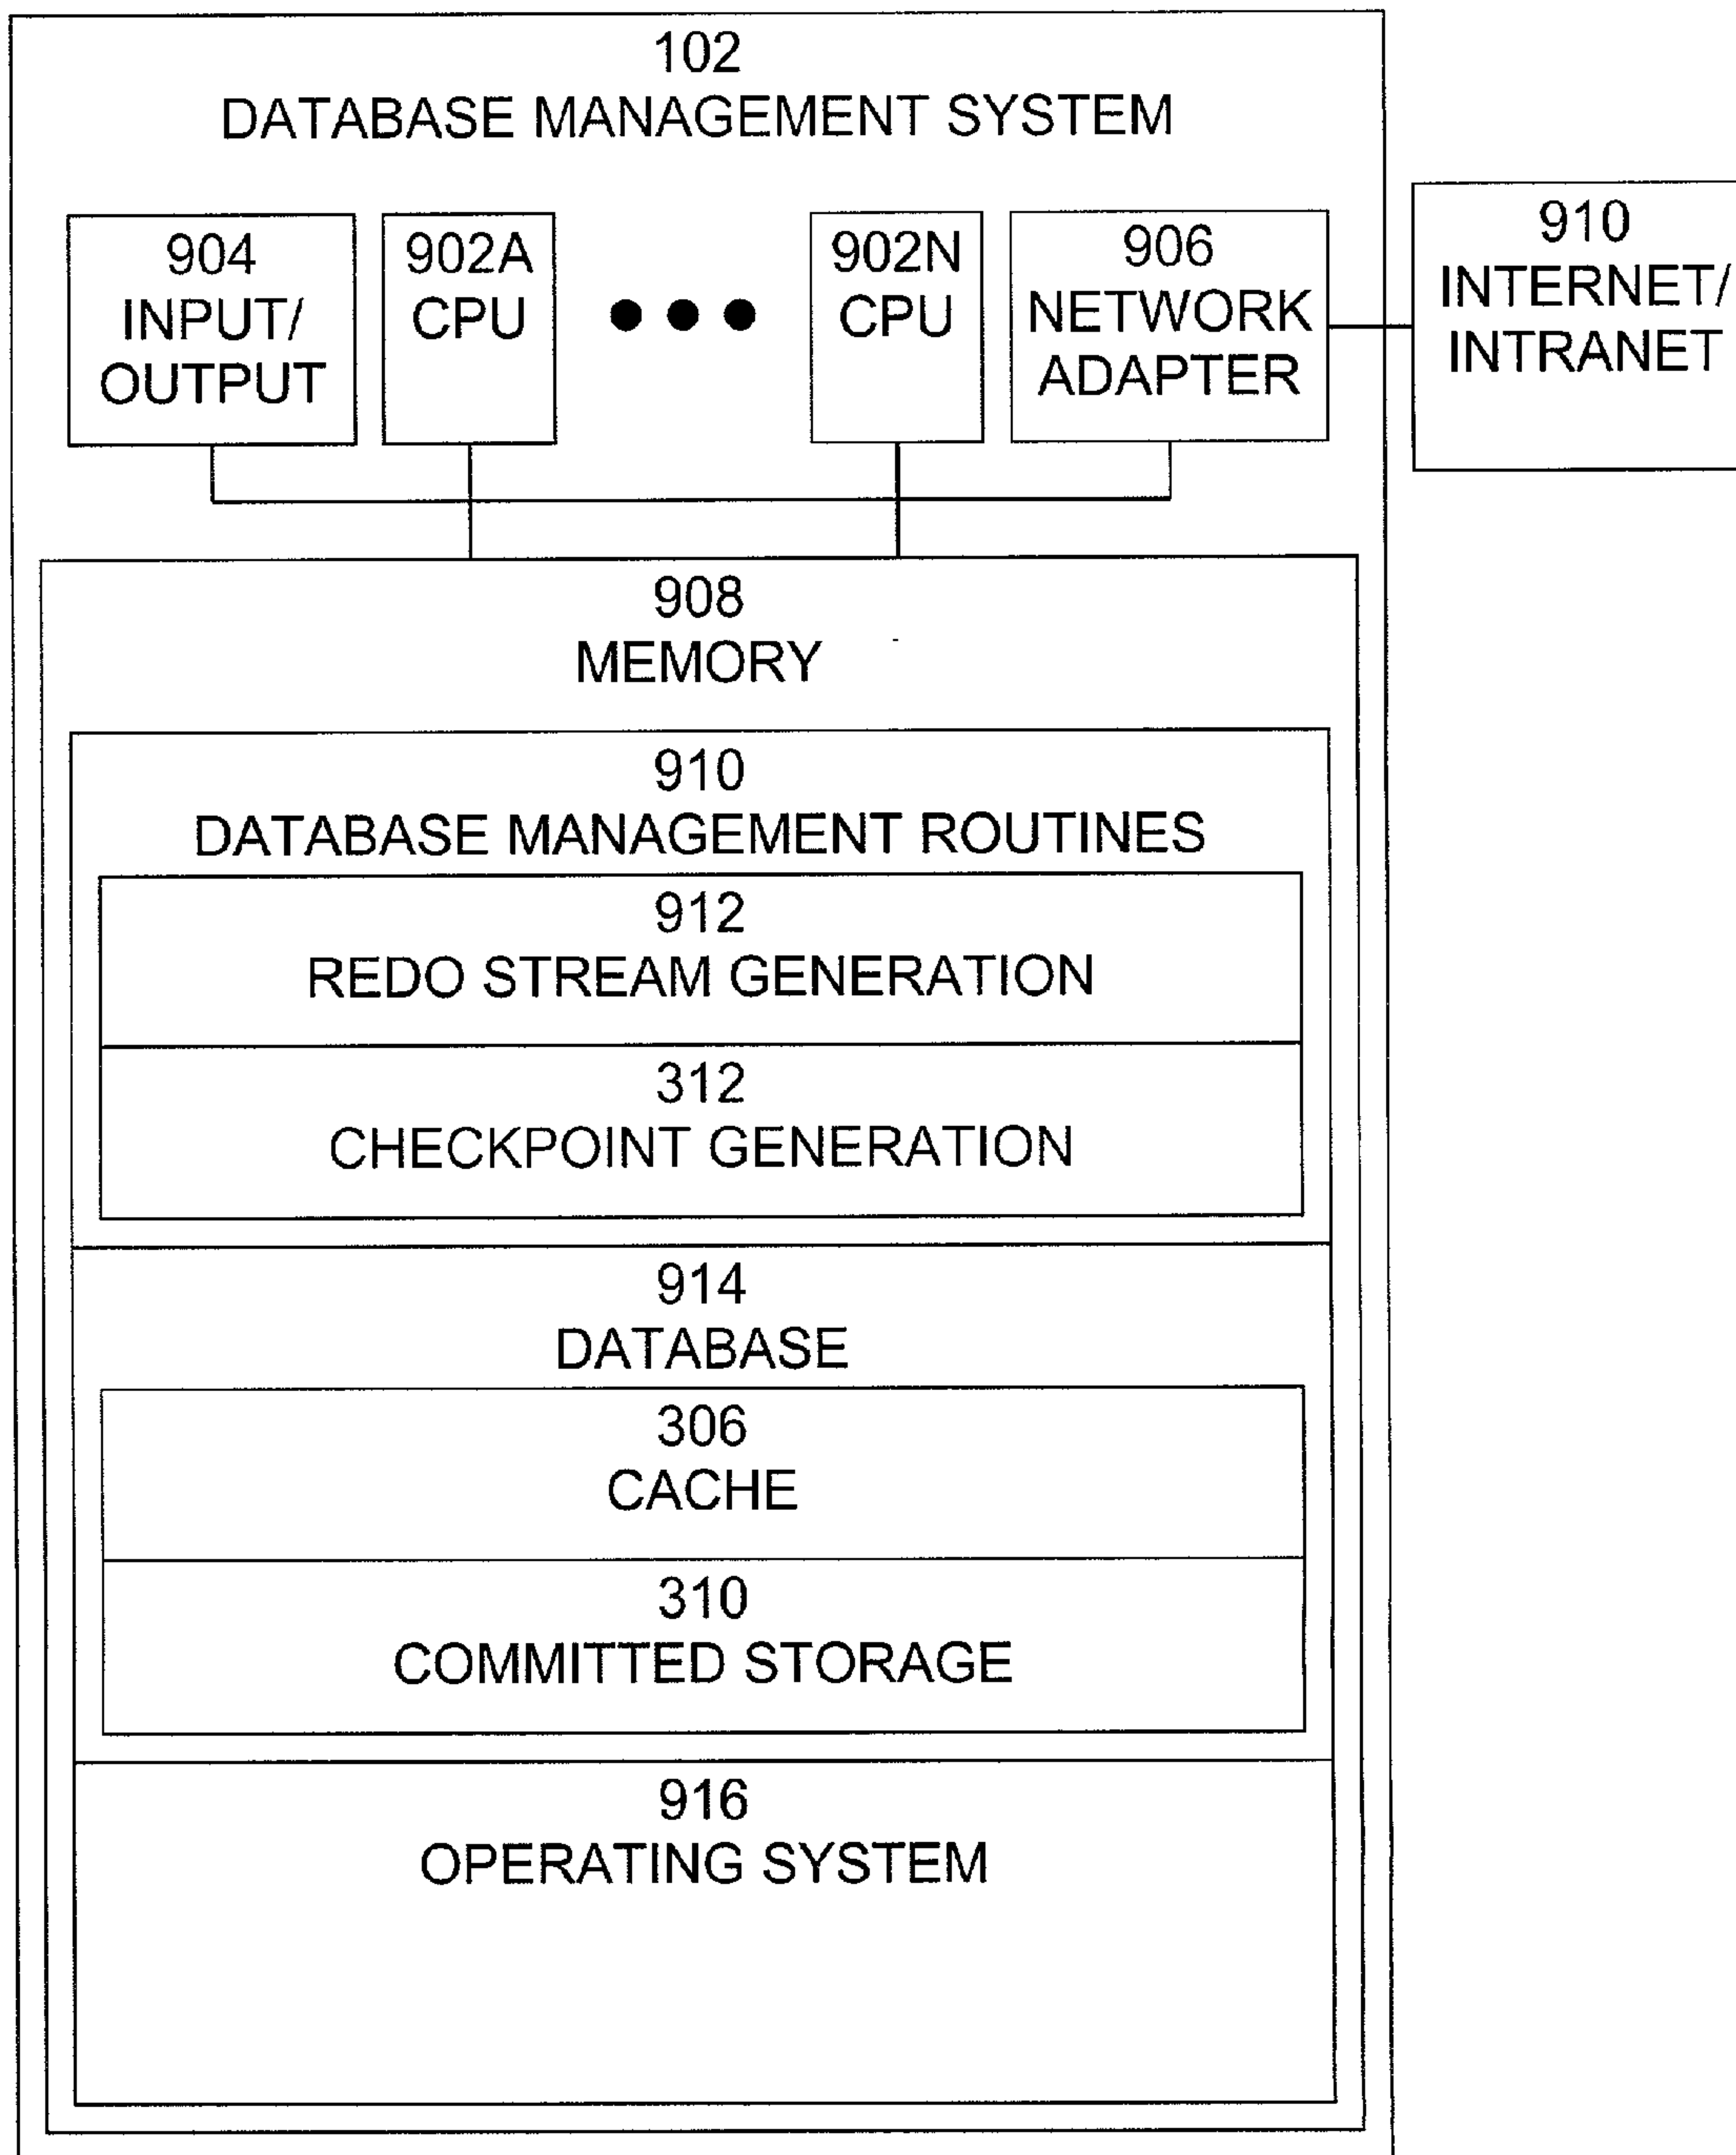 102
DATABASE MANAGEMENT SYSTEM
904
INPUT/
OUTPUT
902A
CPU
902N
CPU
906
NETWORK
ADAPTER
910
INTERNET/
INTRANET
908
MEMORY
910
DATABASE MANAGEMENT ROUTINES
912
REDO STREAM GENERATION
312
CHECKPOINT GENERATION
914
DATABASE
306
CACHE
310
COMMITTED STORAGE
916
OPERATING SYSTEM